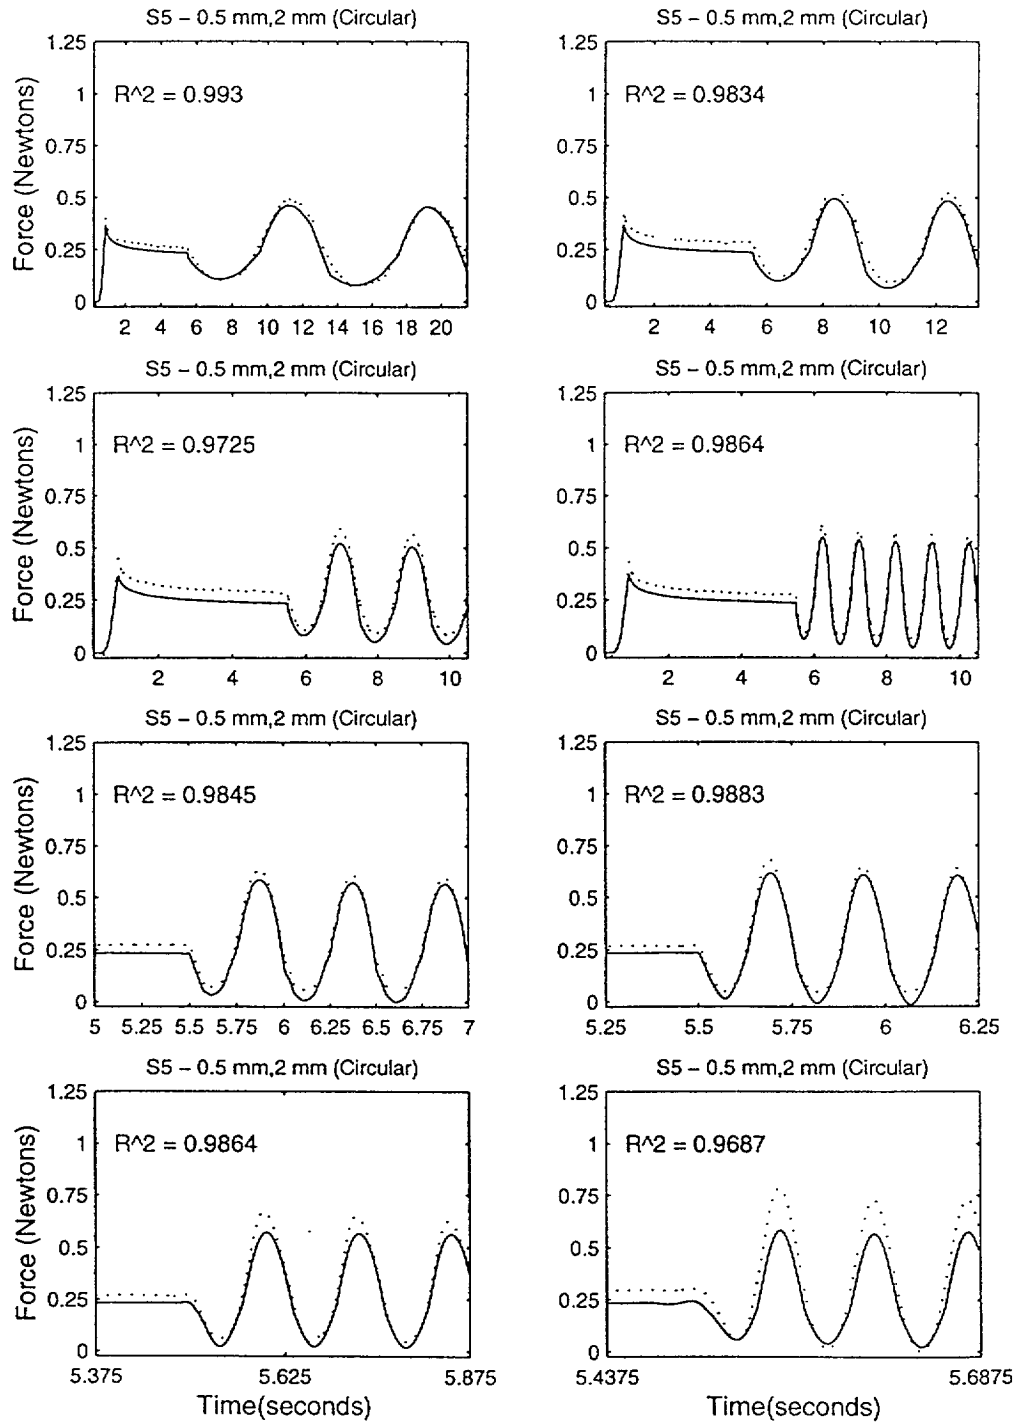 S5 – 0.5 mm,2 mm (Circular)
S5 – 0.5 mm,2 mm (Circular)
1.25
1
0.75
0.5
0.25
0
Force (Newtons)
R^2 = 0.993
2 4 6 8 10 12 14 16 18 20
1.25
1
0.75
0.5
0.25
0
R^2 = 0.9834
2 4 6 8 10 12
S5 – 0.5 mm,2 mm (Circular)
S5 – 0.5 mm,2 mm (Circular)
1.25
1
0.75
0.5
0.25
0
Force (Newtons)
R^2 = 0.9725
2 4 6 8 10
1.25
1
0.75
0.5
0.25
0
R^2 = 0.9864
2 4 6 8 10
S5 – 0.5 mm,2 mm (Circular)
S5 – 0.5 mm,2 mm (Circular)
1.25
1
0.75
0.5
0.25
0
Force (Newtons)
R^2 = 0.9845
5 5.25 5.5 5.75 6 6.25 6.5 6.75 7
1.25
1
0.75
0.5
0.25
0
R^2 = 0.9883
5.25 5.5 5.75 6 6.25
S5 – 0.5 mm,2 mm (Circular)
S5 – 0.5 mm,2 mm (Circular)
1.25
1
0.75
0.5
0.25
0
Force (Newtons)
R^2 = 0.9864
5.375 5.625 5.875
Time(seconds)
1.25
1
0.75
0.5
0.25
0
R^2 = 0.9687
5.4375 5.6875
Time(seconds)